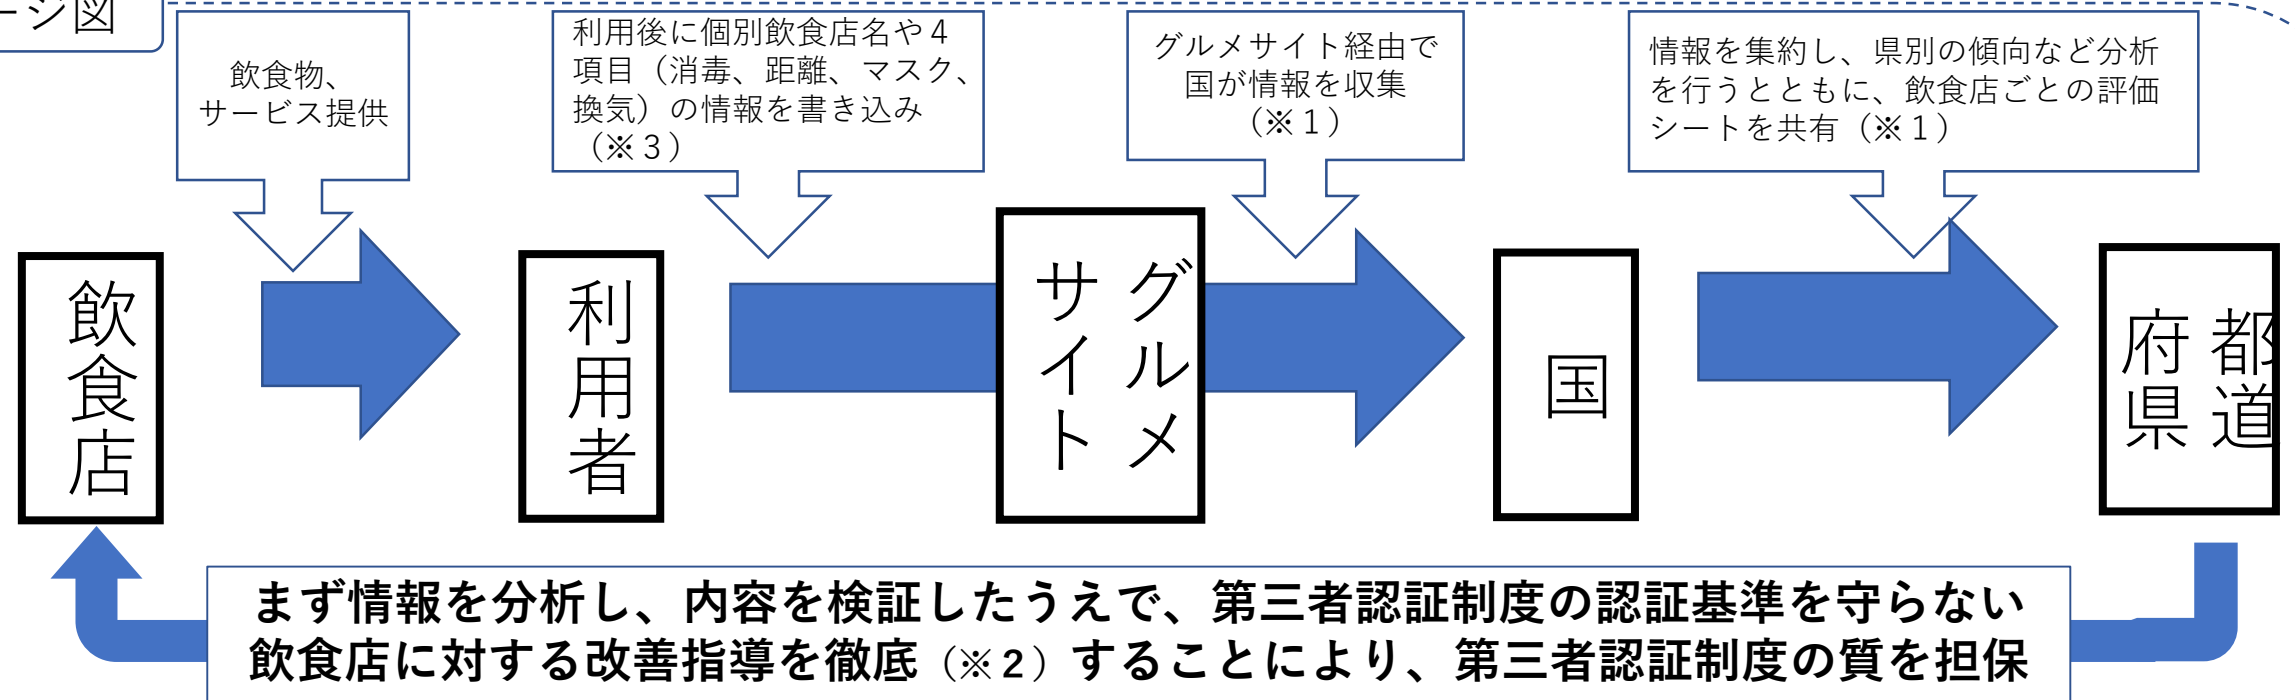 ージ図
飲食物、
サービス提供
利用後に個別飲食店名や4
項目（消毒、距離、マスク、
換気）の情報を書き込み
（※3）
グルメサイト経由で
国が情報を収集
（※1）
情報を集約し、県別の傾向など分析
を行うとともに、飲食店ごとの評価
シートを共有（※1）
飲食店
利用者
グルメ
サイト
国
都道
府県
まず情報を分析し、内容を検証したうえで、第三者認証制度の認証基準を守らない
飲食店に対する改善指導を徹底（※2）することにより、第三者認証制度の質を担保